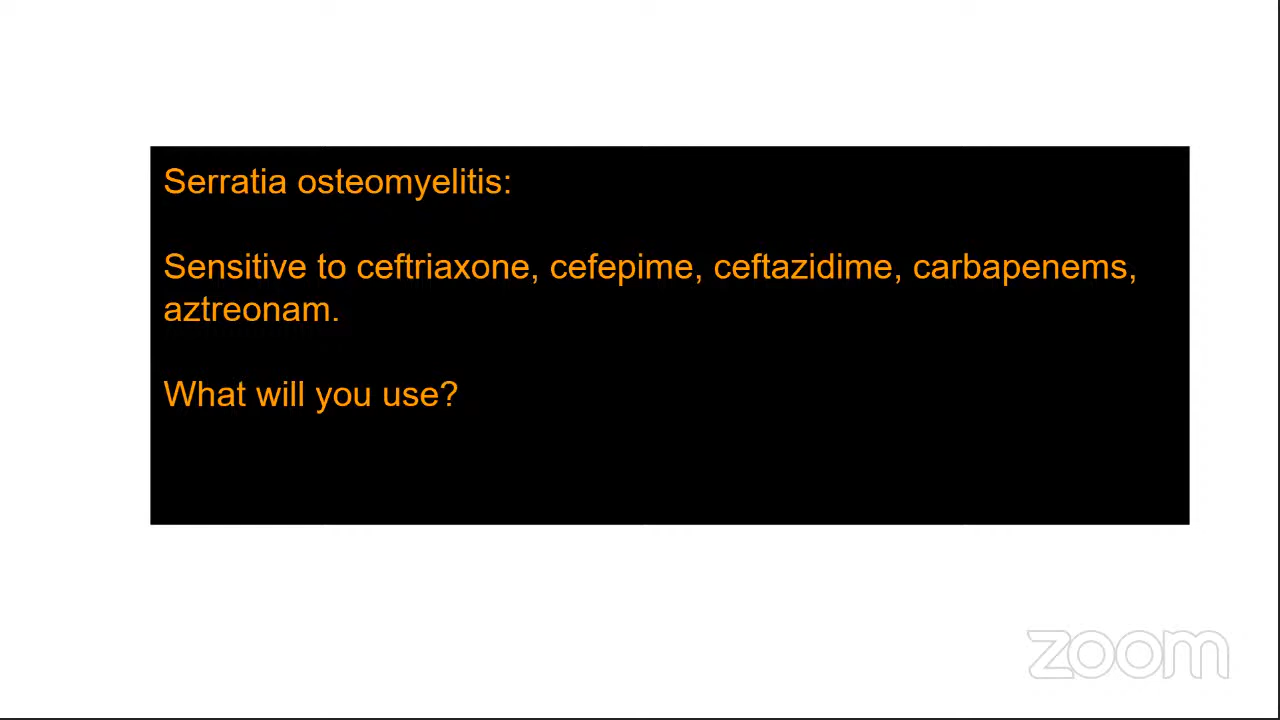 Serratia osteomyelitis:
Sensitive to ceftriaxone, cefepime, ceftazidime, carbapenems,
aztreonam.
What will you use?
zoom